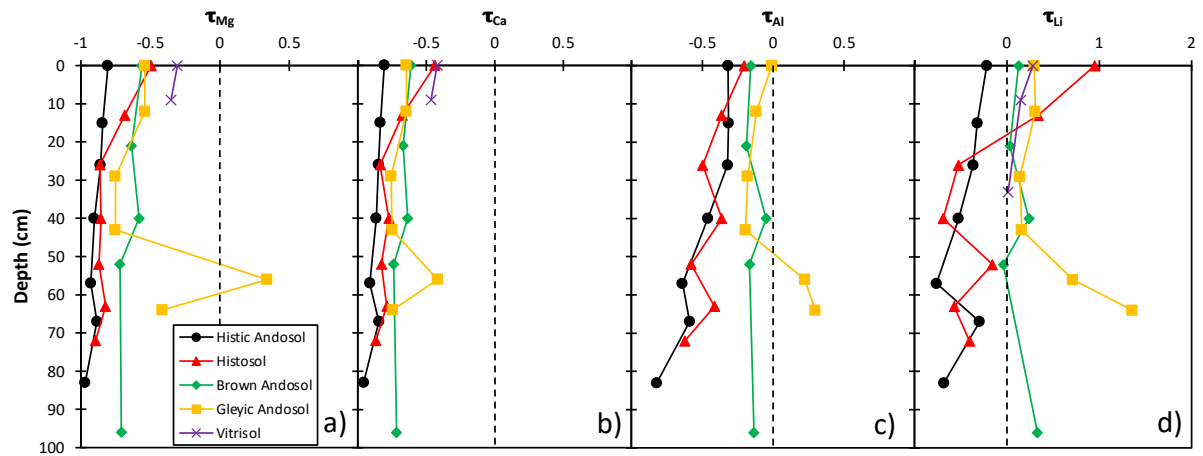 τMg
τCa
τAl
τLi
-1 -0.5 0 0.5
-0.5 0 0.5
-0.5 0 0.5
0 1 2
Depth (cm)
0
10
20
30
40
50
60
70
80
90
100
Histic Andosol
Histosol
Brown Andosol
Gleyic Andosol
Vitrisol
a)
b)
c)
d)